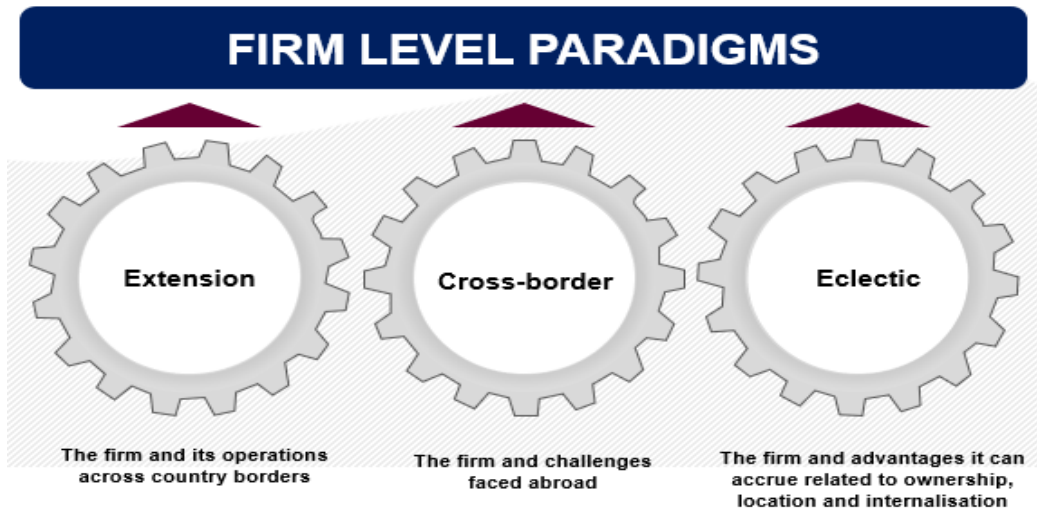 FIRM LEVEL PARADIGMS
Extension
Cross-border
Eclectic
The firm and its operations
across country borders
The firm and challenges
faced abroad
The firm and advantages it can
accrue related to ownership,
location and internalisation